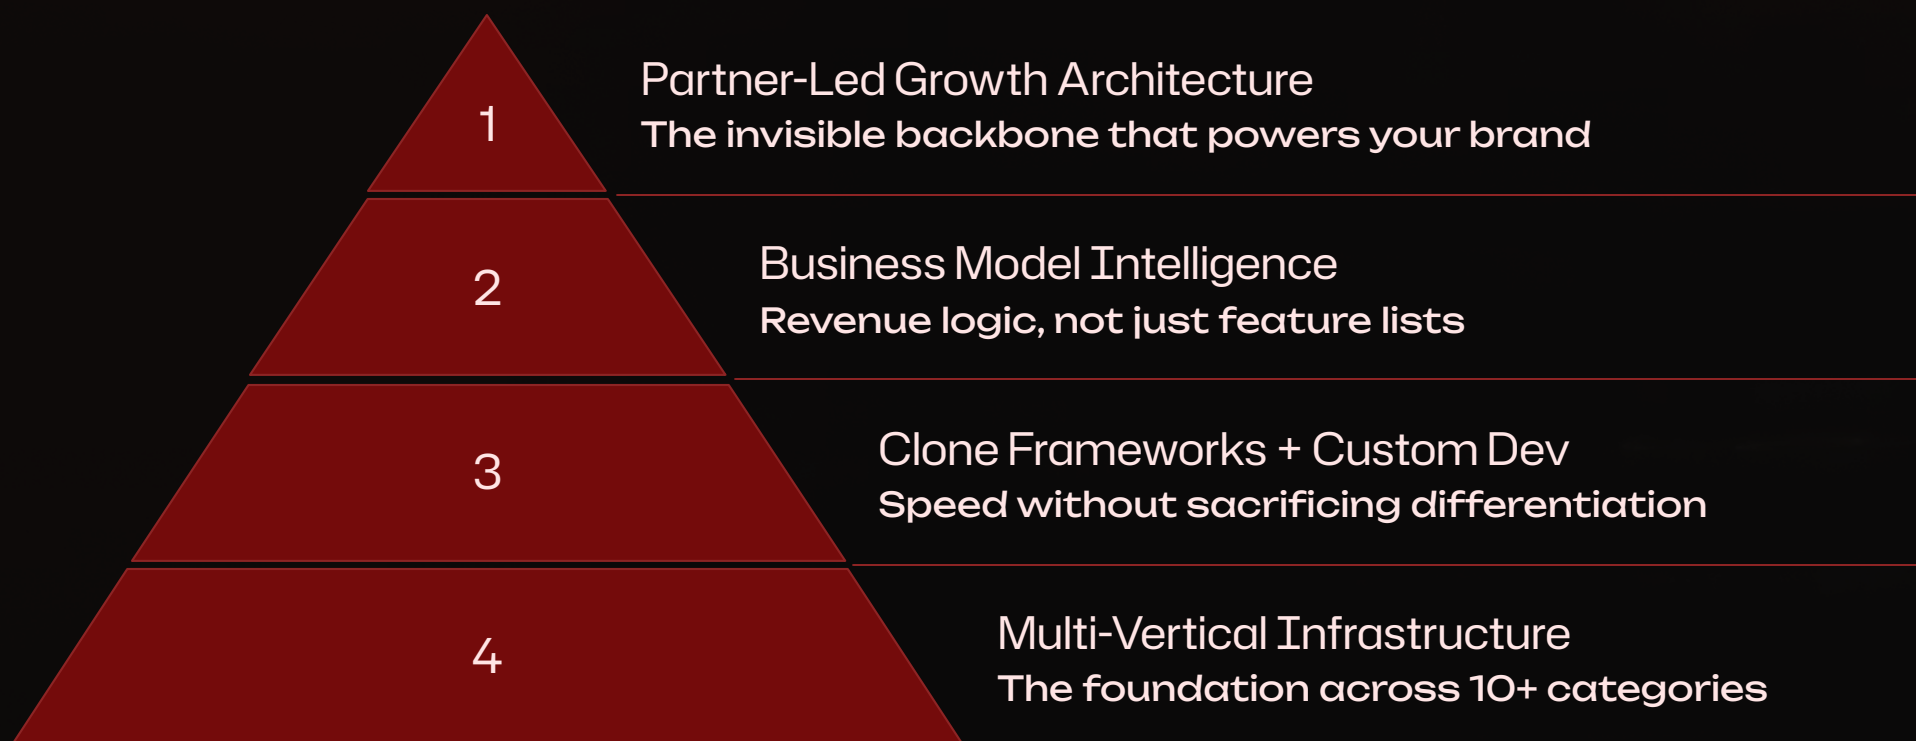 1
Partner-Led Growth Architecture
The invisible backbone that powers your brand
2
Business Model Intelligence
Revenue logic, not just feature lists
3
Clone Frameworks + Custom Dev
Speed without sacrificing differentiation
4
Multi-Vertical Infrastructure
The foundation across 10+ categories